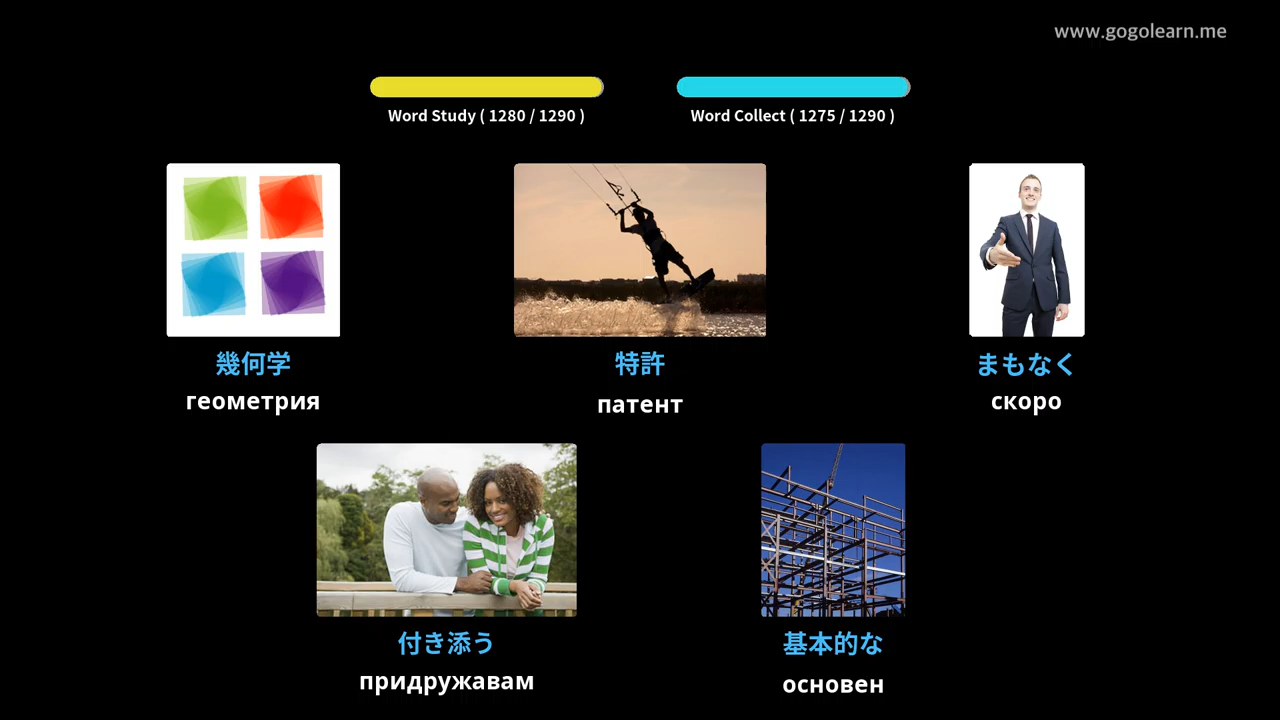 www.gogolearn.me
Word Study ( 1280 / 1290 )
Word Collect ( 1275 / 1290 )
幾何学
геометрия
特許
патент
まもなく
скоро
付き添う
придружавам
基本的な
основен